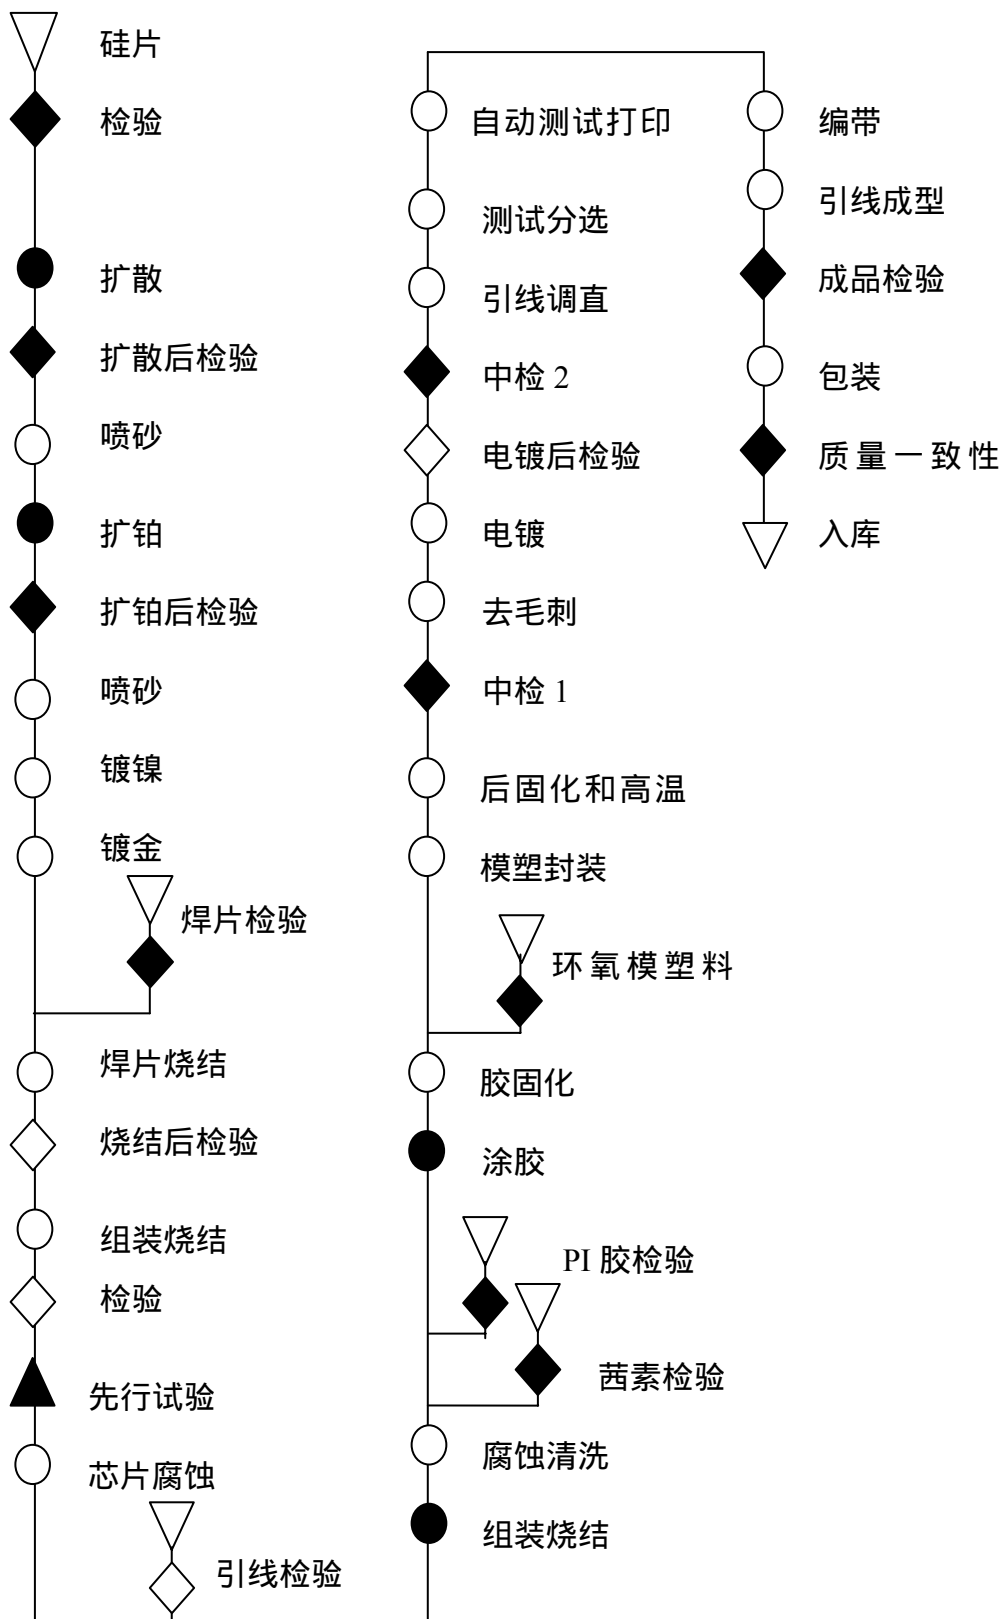 硅片
检验
扩散
扩散后检验
喷砂
扩铂
扩铂后检验
喷砂
镀镍
镀金
焊片检验
焊片烧结
烧结后检验
组装烧结
检验
先行试验
芯片腐蚀
引线检验
自动测试打印
测试分选
引线调直
中检 2
电镀后检验
电镀
去毛刺
中检 1
后固化和高温
模塑封装
环氧模塑料
胶固化
涂胶
PI 胶检验
茜素检验
腐蚀清洗
组装烧结
编带
引线成型
成品检验
包装
质量一致性
入库